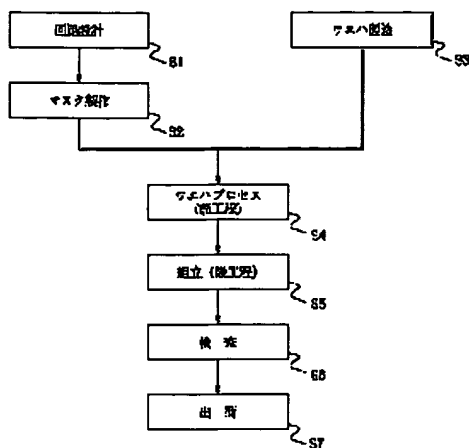 回路設計
S1
ウエハ製造
S3
マスク製作
S2
ウエハプロセス
(前工程)
S4
組立 (後工程)
S5
検 査
S6
出 荷
S7